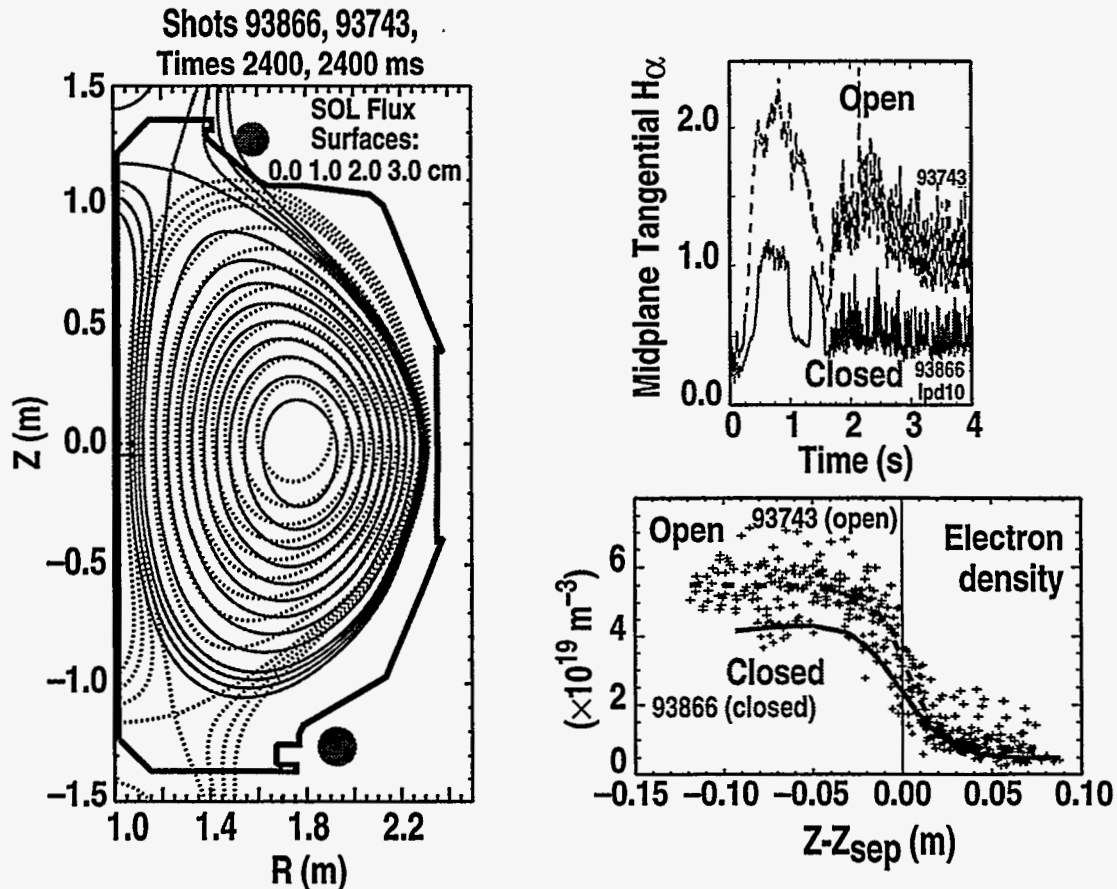 Shots 93866, 93743,
Times 2400, 2400 ms
1.5
1.0
0.5
0.0
−0.5
−1.0
−1.5
Z (m)
SOL Flux
Surfaces:
0.0 1.0 2.0 3.0 cm
1.0 1.4 1.8 2.2
R (m)
Midplane Tangential Hα
2.0
1.0
0.0
Open
93743
Closed
93866
lpd10
0 1 2 3 4
Time (s)
(×10¹⁹ m⁻³)
6
4
2
0
Open
93743 (open)
Electron
density
Closed
93866 (closed)
−0.15 −0.10 −0.05 0.00 0.05 0.10
Z-Zsep (m)